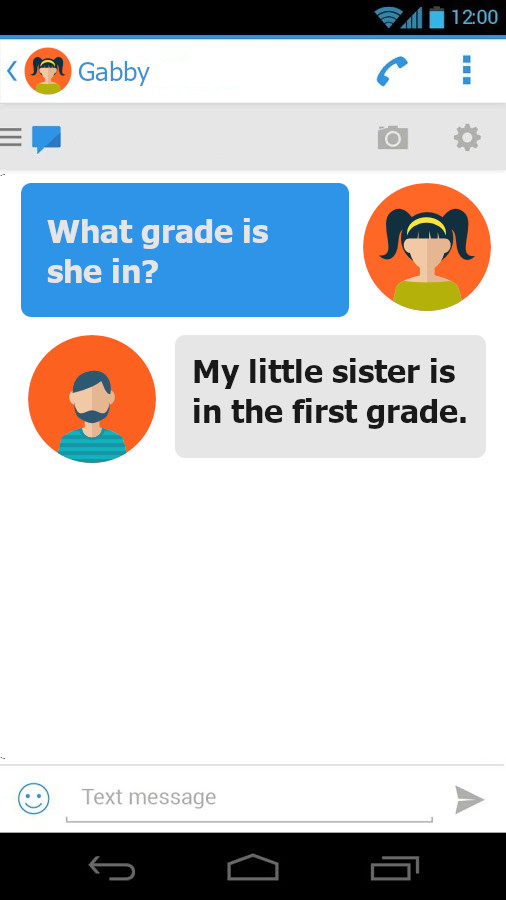 12:00
Gabby
What grade is
she in?
My little sister is
in the first grade.
Text message